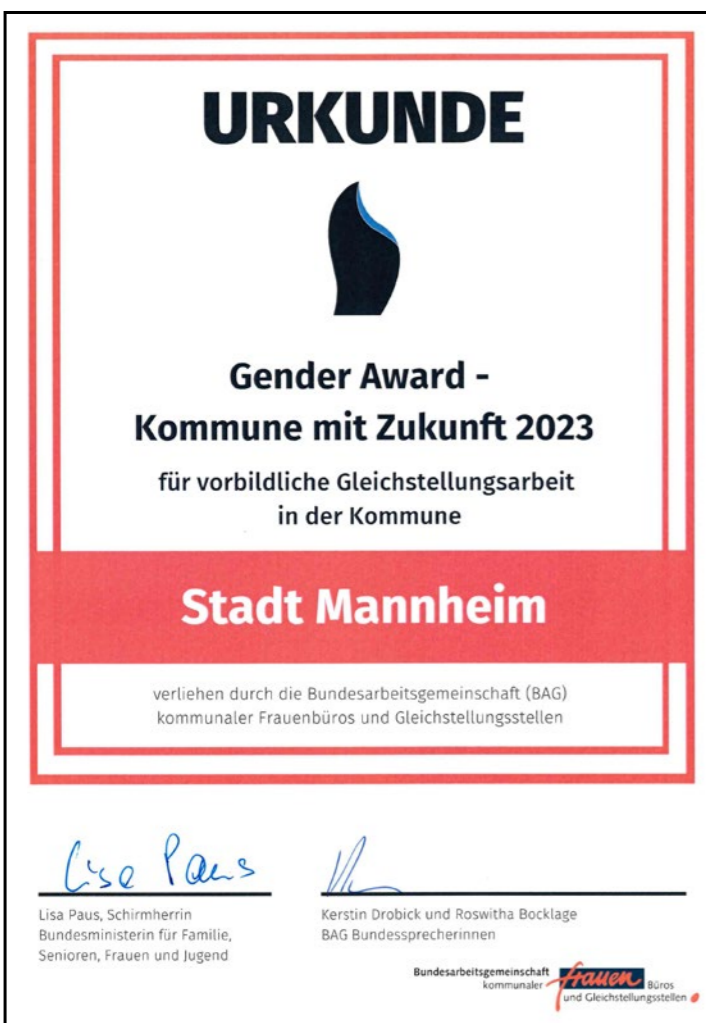 URKUNDE
Gender Award -
Kommune mit Zukunft 2023
für vorbildliche Gleichstellungsarbeit
in der Kommune
Stadt Mannheim
verliehen durch die Bundesarbeitsgemeinschaft (BAG)
kommunaler Frauenbüros und Gleichstellungsstellen
Lisa Paus
Lisa Paus, Schirmherrin
Bundesministerin für Familie,
Senioren, Frauen und Jugend
Kerstin Drobick und Roswitha Bocklage
BAG Bundessprecherinnen
Bundesarbeitsgemeinschaft
kommunaler frauen Büros
und Gleichstellungsstellen